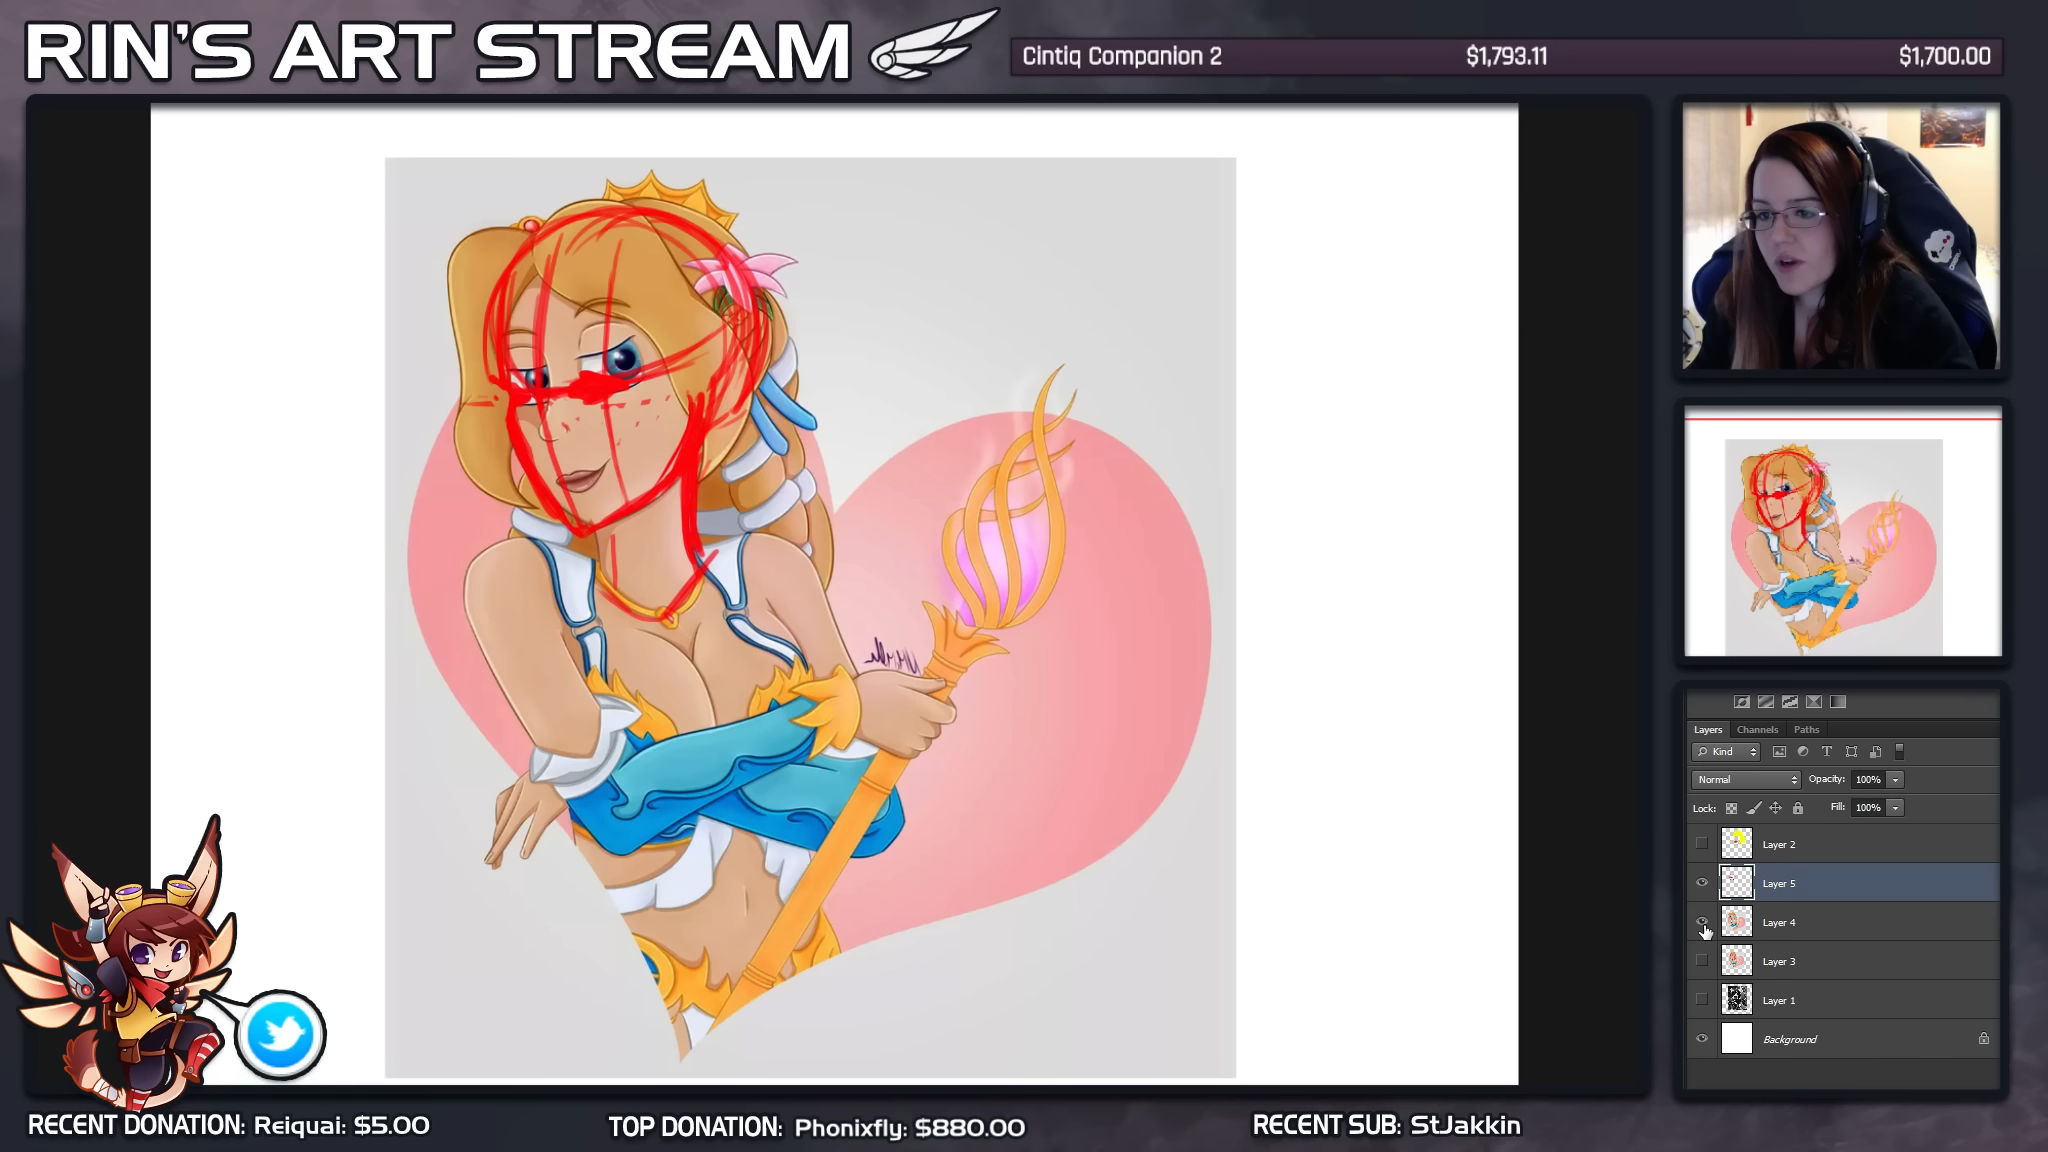 RIN'S ART STREAM
Cintiq Companion 2 $1,793.11 $1,700.00
Layers Channels Paths
Kind
Normal Opacity: 100%
Lock: Fill: 100%
Layer 2
Layer 5
Layer 4
Layer 3
Layer 1
Background
RECENT DONATION: Reiquai: $5.00
TOP DONATION: Phonixfly: $880.00
RECENT SUB: StJakkin